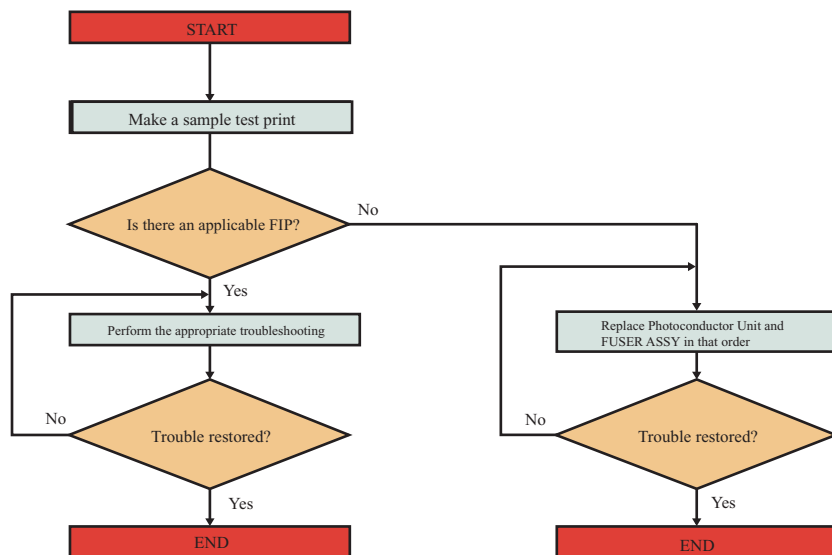 START
Make a sample test print
Is there an applicable FIP?
No
Yes
Perform the appropriate troubleshooting
No
Trouble restored?
Yes
END
Replace Photoconductor Unit and
FUSER ASSY in that order
No
Trouble restored?
Yes
END